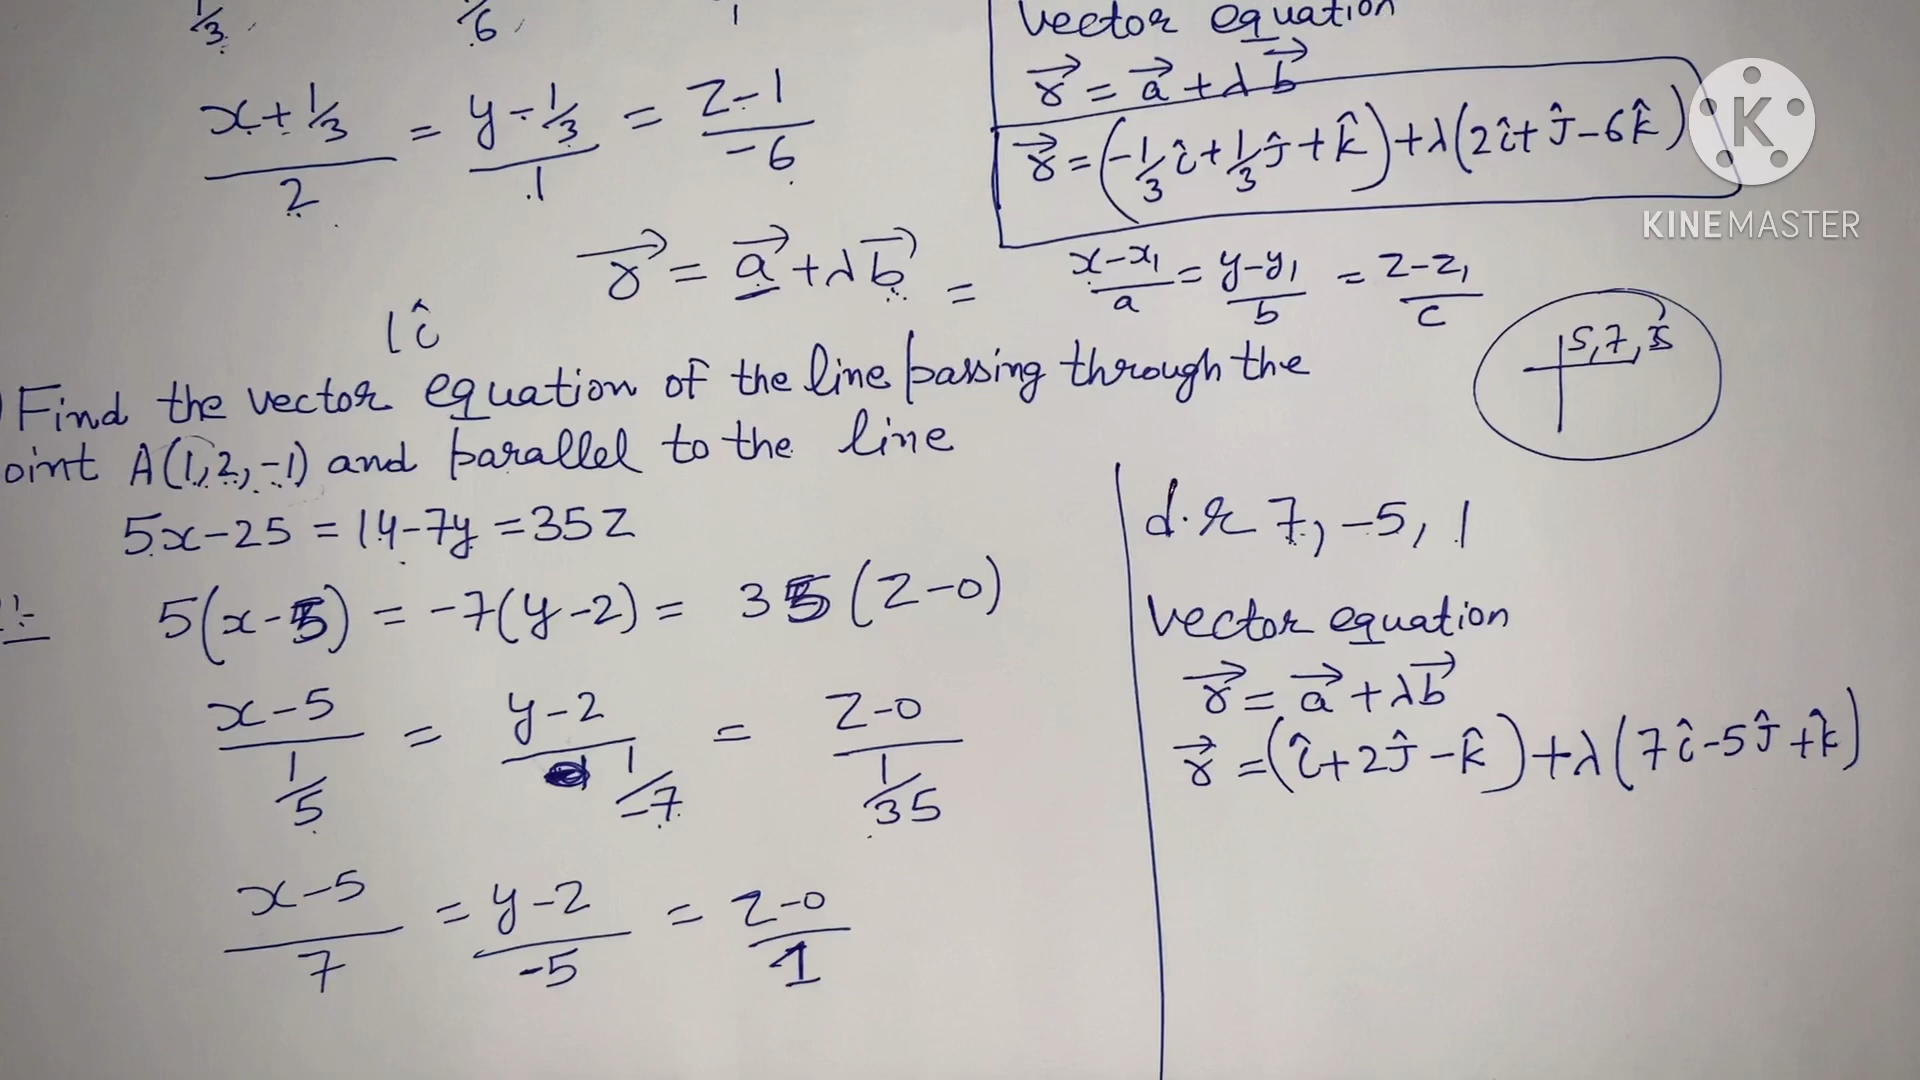 1/3 1/6 1
(x+1/3)/2 = (y-1/3)/1 = (z-1)/-6
vector equation
r⃗ = a⃗ + λb⃗
r⃗ = (-1/3 î + 1/3 ĵ + k̂) + λ(2î + ĵ - 6k̂)
K
KINEMASTER
r⃗ = a⃗ + λb⃗ = (x-x₁)/a = (y-y₁)/b = (z-z₁)/c
1î
5,7,
Find the vector equation of the line passing through the
oint A(1,2,-1) and parallel to the line
5x-25 = 14-7y = 35z
5(x-5) = -7(y-2) = 35(z-0)
(x-5)/(1/5) = (y-2)/(1/-7) = (z-0)/(1/35)
(x-5)/7 = (y-2)/-5 = (z-0)/1
d.r 7, -5, 1
vector equation
r⃗ = a⃗ + λb⃗
r⃗ = (î + 2ĵ - k̂) + λ(7î - 5ĵ + k̂)